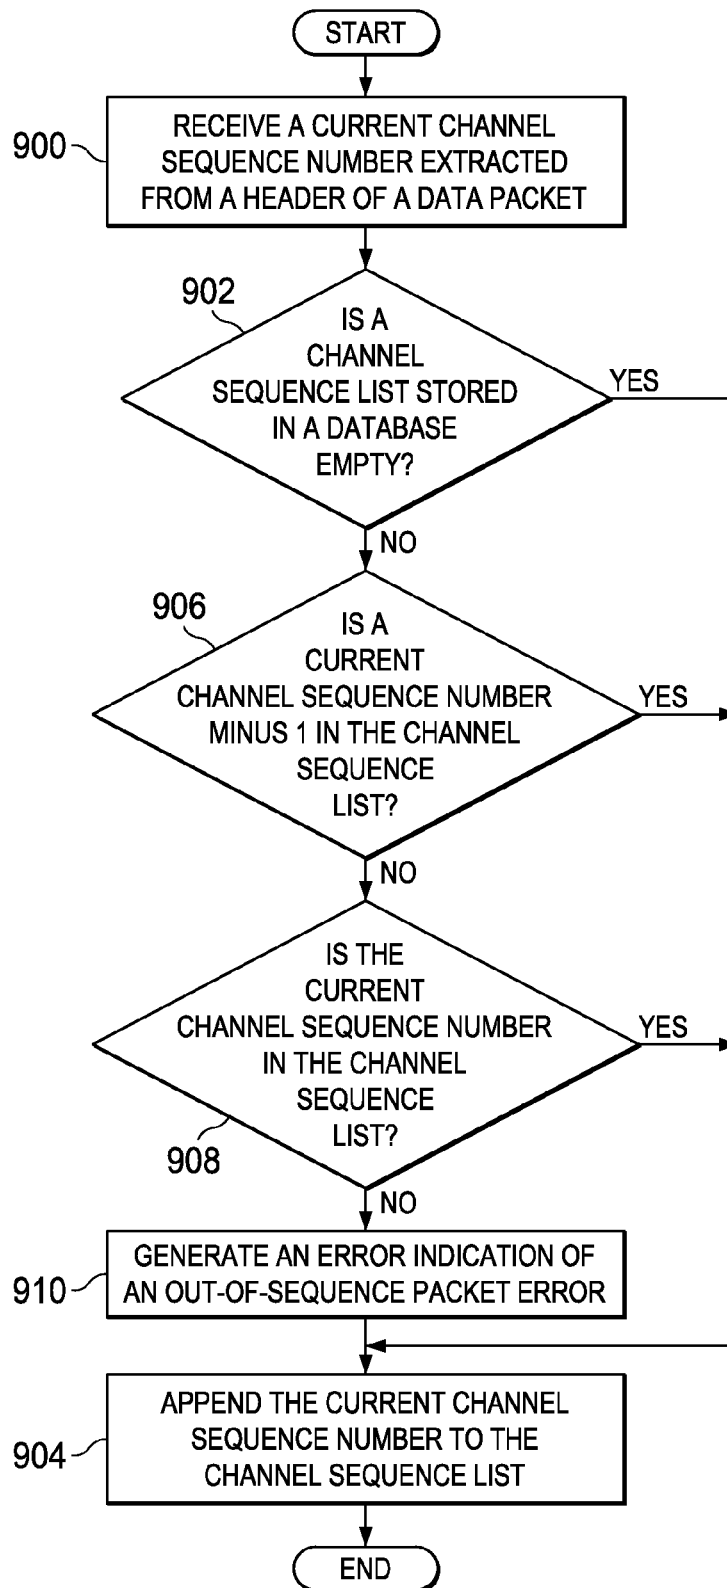 START
900
RECEIVE A CURRENT CHANNEL
SEQUENCE NUMBER EXTRACTED
FROM A HEADER OF A DATA PACKET
902
IS A
CHANNEL
SEQUENCE LIST STORED
IN A DATABASE
EMPTY?
YES
NO
906
IS A
CURRENT
CHANNEL SEQUENCE NUMBER
MINUS 1 IN THE CHANNEL
SEQUENCE
LIST?
YES
NO
IS THE
CURRENT
CHANNEL SEQUENCE NUMBER
IN THE CHANNEL
SEQUENCE
LIST?
YES
908
NO
910
GENERATE AN ERROR INDICATION OF
AN OUT-OF-SEQUENCE PACKET ERROR
904
APPEND THE CURRENT CHANNEL
SEQUENCE NUMBER TO THE
CHANNEL SEQUENCE LIST
END